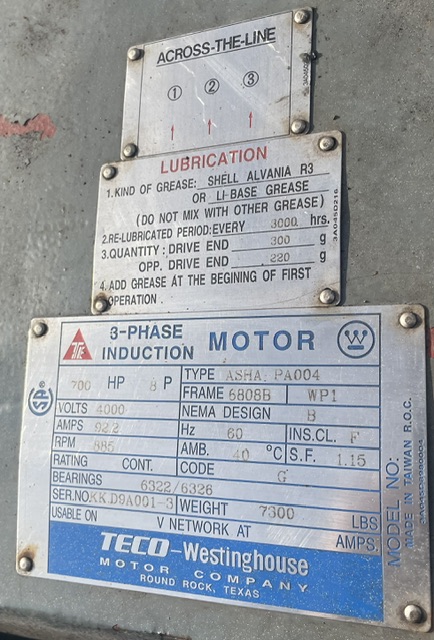 ACROSS-THE-LINE
① ② ③
LUBRICATION
1.KIND OF GREASE: SHELL ALVANIA R3
OR LI-BASE GREASE
(DO NOT MIX WITH OTHER GREASE)
2.RE-LUBRICATED PERIOD:EVERY 3000 hrs.
3.QUANTITY: DRIVE END 300 g
OPP. DRIVE END 220 g
4.ADD GREASE AT THE BEGINING OF FIRST
OPERATION.
3A045D216
3-PHASE
INDUCTION MOTOR
700 HP 8 P TYPE ASHA, PA004
FRAME 6808B WP1
VOLTS 4000 NEMA DESIGN B
AMPS 92.2 Hz 60 INS.CL. F
RPM 885 AMB. 40 °C S.F. 1.15
RATING CONT. CODE G
BEARINGS 6322/6326
SER.NO. KK D9A001-3 WEIGHT 7300 LBS
USABLE ON V NETWORK AT AMPS.
TECO-Westinghouse
MOTOR COMPANY
ROUND ROCK, TEXAS
MODEL NO:
MADE IN TAIWAN R.O.C.